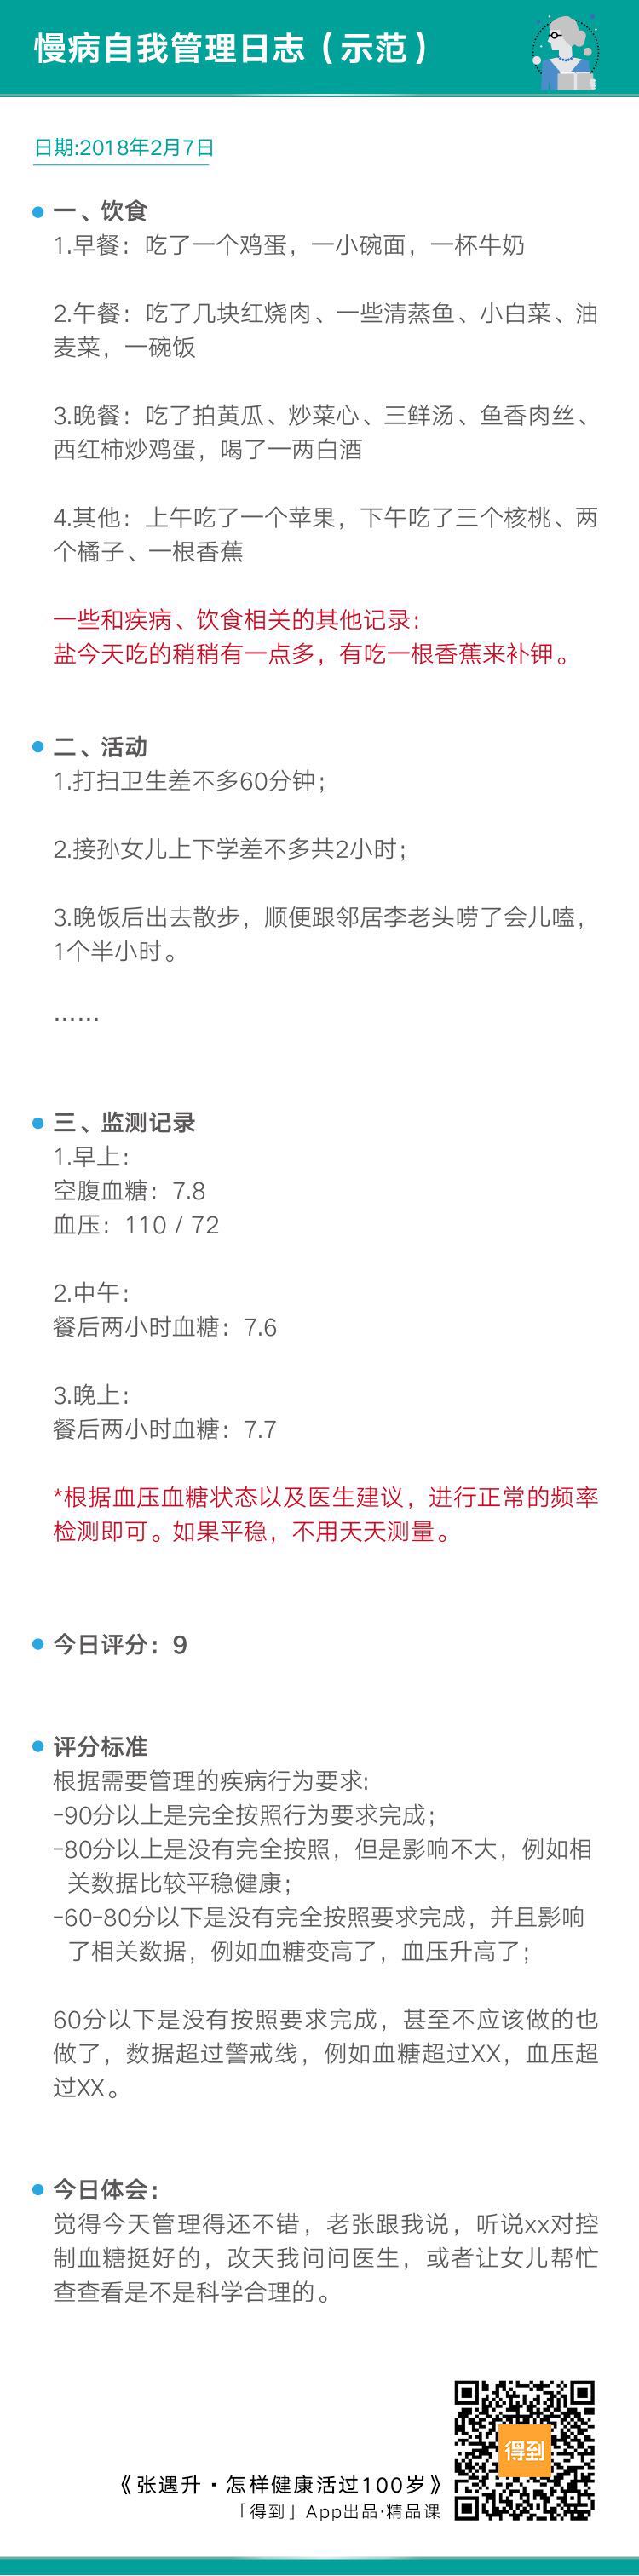 慢病自我管理日志（示范）
日期:2018年2月7日
一、饮食
1.早餐：吃了一个鸡蛋，一小碗面，一杯牛奶
2.午餐：吃了几块红烧肉、一些清蒸鱼、小白菜、油
麦菜，一碗饭
3.晚餐：吃了拍黄瓜、炒菜心、三鲜汤、鱼香肉丝、
西红柿炒鸡蛋，喝了一两白酒
4.其他：上午吃了一个苹果，下午吃了三个核桃、两
个橘子、一根香蕉
一些和疾病、饮食相关的其他记录：
盐今天吃的稍稍有一点多，有吃一根香蕉来补钾。
二、活动
1.打扫卫生差不多60分钟；
2.接孙女儿上下学差不多共2小时；
3.晚饭后出去散步，顺便跟邻居李老头唠了会儿嗑，
1个半小时。
……
三、监测记录
1.早上：
空腹血糖：7.8
血压：110 / 72
2.中午：
餐后两小时血糖：7.6
3.晚上：
餐后两小时血糖：7.7
*根据血压血糖状态以及医生建议，进行正常的频率
检测即可。如果平稳，不用天天测量。
今日评分：9
评分标准
根据需要管理的疾病行为要求:
-90分以上是完全按照行为要求完成；
-80分以上是没有完全按照，但是影响不大，例如相
关数据比较平稳健康；
-60-80分以下是没有完全按照要求完成，并且影响
了相关数据，例如血糖变高了，血压升高了；
60分以下是没有按照要求完成，甚至不应该做的也
做了，数据超过警戒线，例如血糖超过XX，血压超
过XX。
今日体会：
觉得今天管理得还不错，老张跟我说，听说xx对控
制血糖挺好的，改天我问问医生，或者让女儿帮忙
查查看是不是科学合理的。
得到
《张遇升·怎样健康活过100岁》
「得到」App出品·精品课